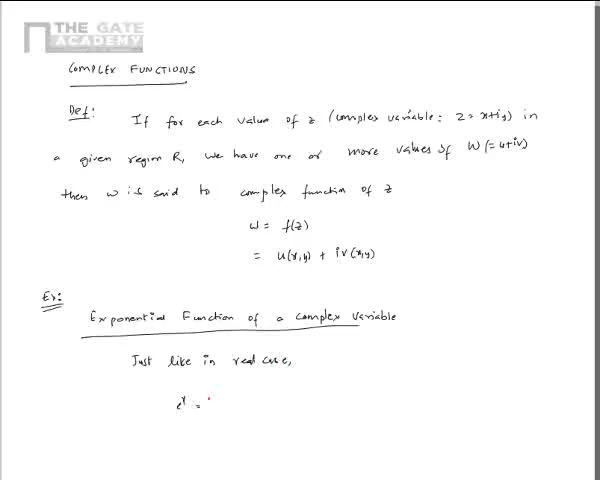 THE GATE
ACADEMY
COMPLEX FUNCTIONS
Def: If for each value of z (complex variable: z = x+iy) in
a given region R, we have one or more values of w (=u+iv)
then w is said to complex function of z
w = f(z)
= u(x,y) + iv(x,y)
Ex: Exponential Function of a complex variable
Just like in real case,
e^x =